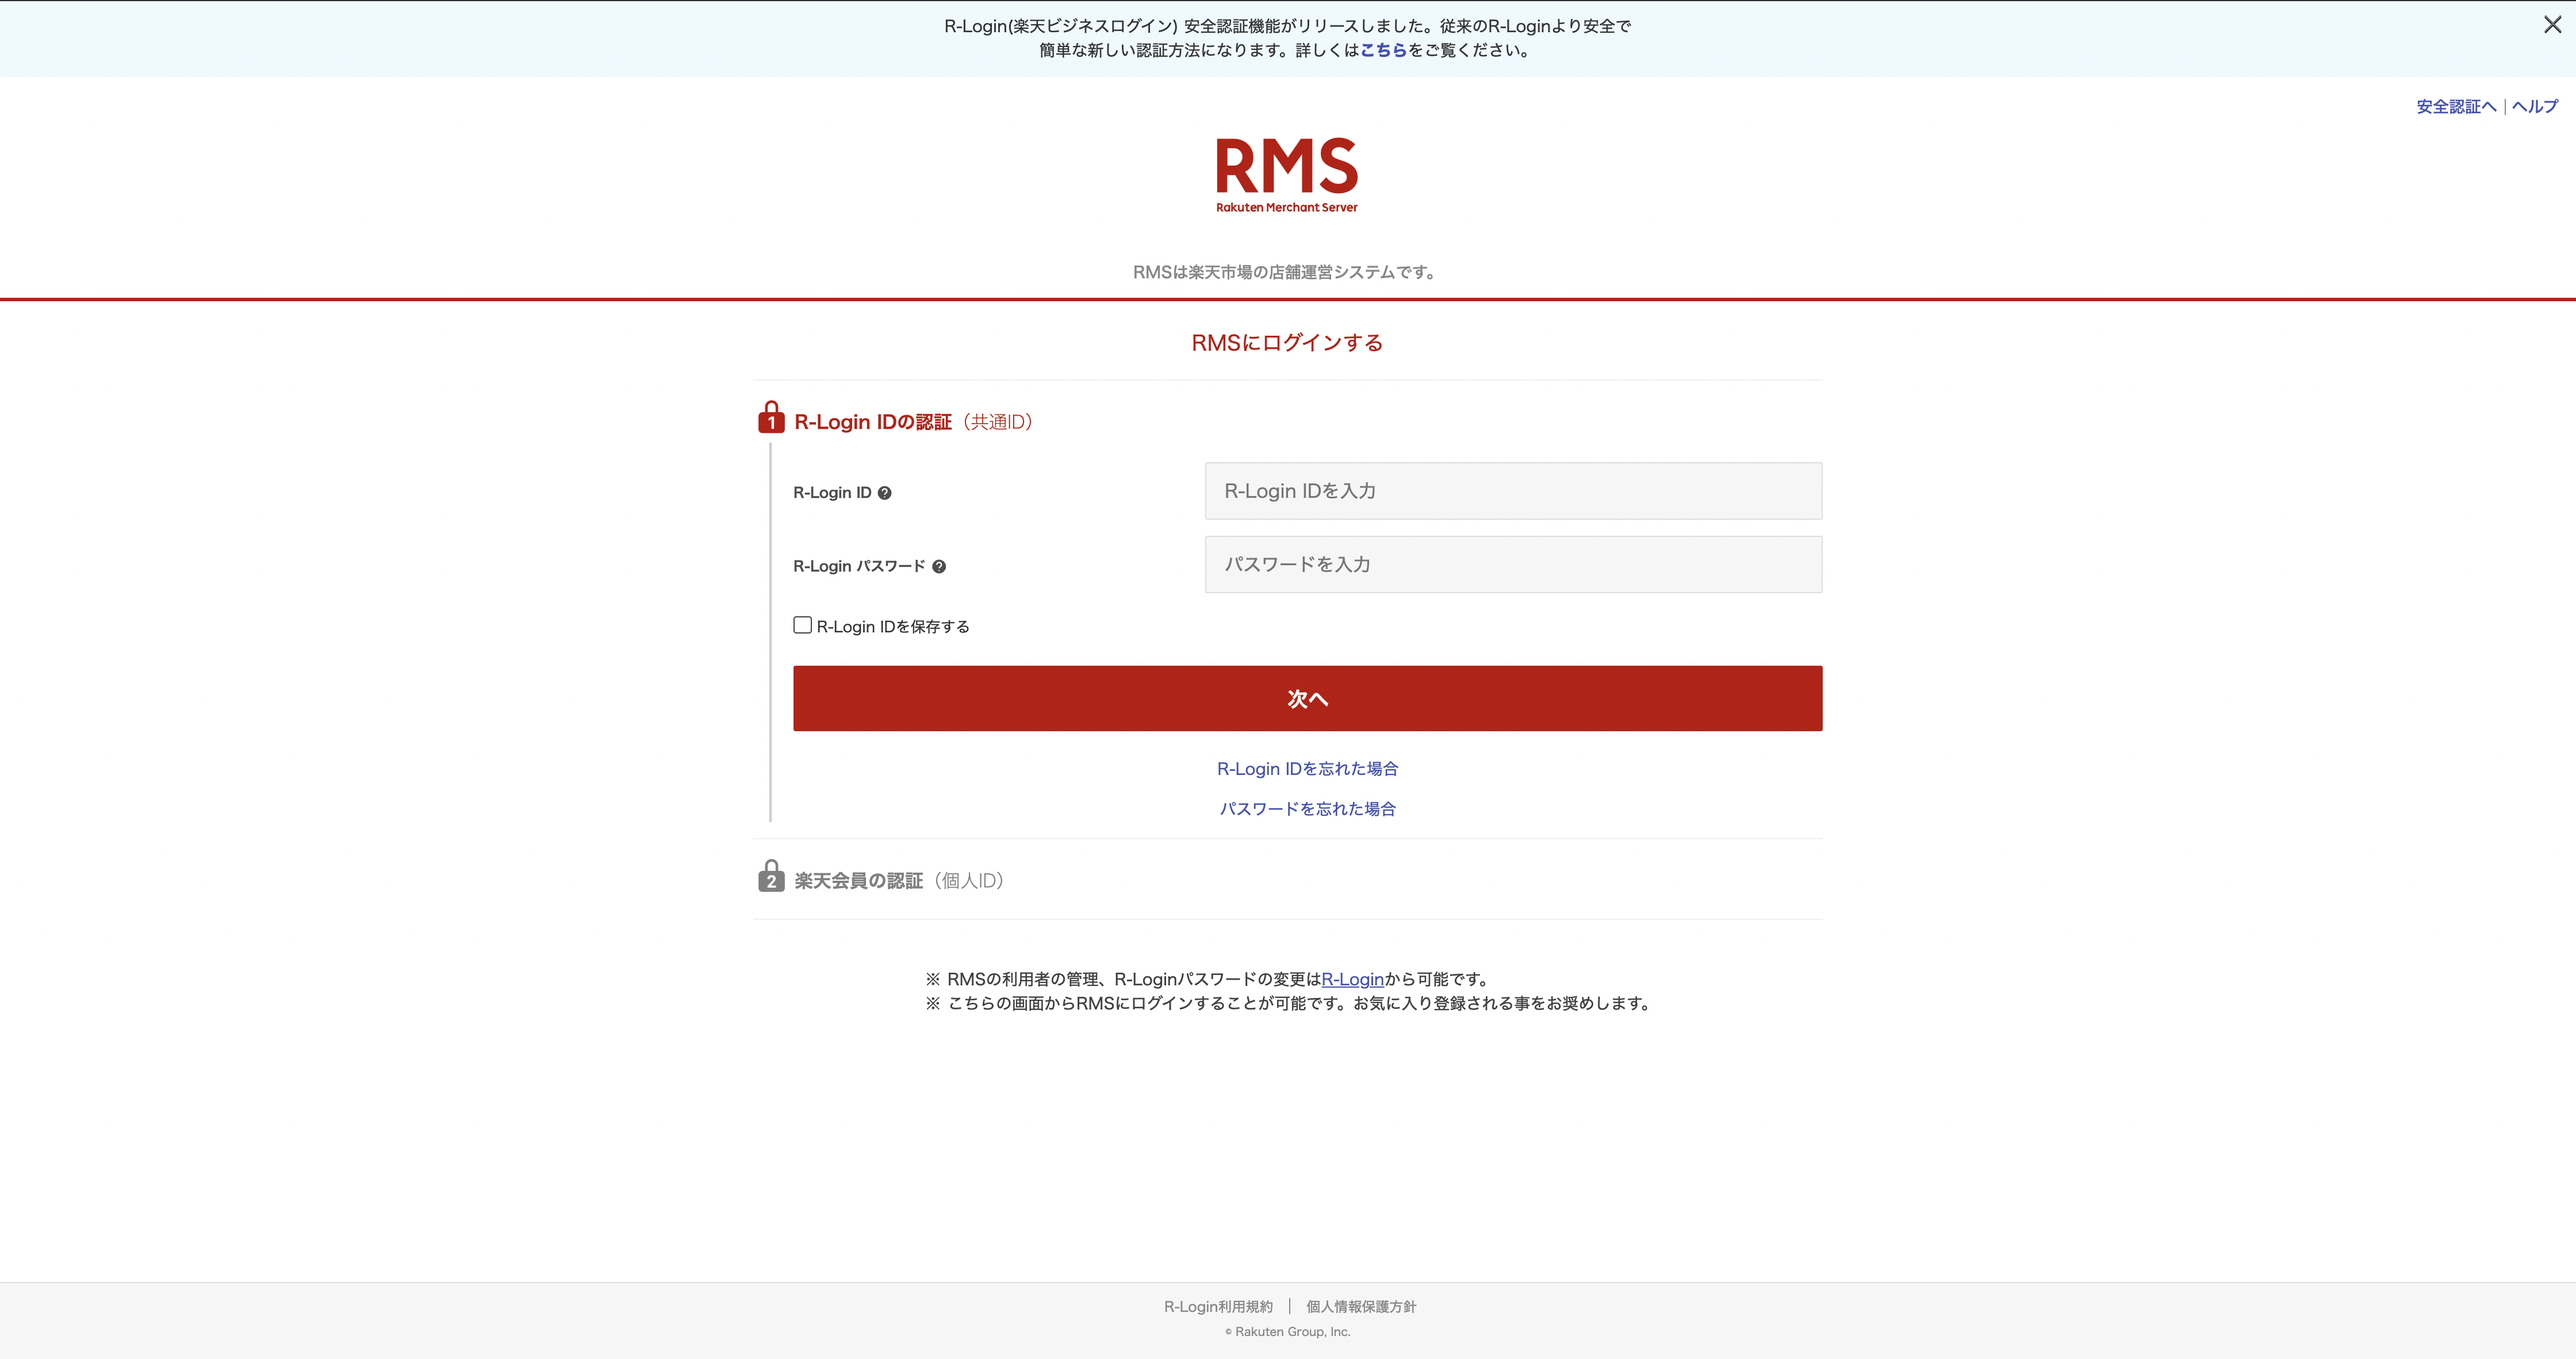 R-Login(楽天ビジネスログイン) 安全認証機能がリリースしました。従来のR-Loginより安全で
簡単な新しい認証方法になります。詳しくはこちらをご覧ください。
安全認証へ | ヘルプ
RMS
Rakuten Merchant Server
RMSは楽天市場の店舗運営システムです。
RMSにログインする
1 R-Login IDの認証（共通ID）
R-Login ID ?
R-Login IDを入力
R-Login パスワード ?
パスワードを入力
R-Login IDを保存する
次へ
R-Login IDを忘れた場合
パスワードを忘れた場合
2 楽天会員の認証（個人ID）
※ RMSの利用者の管理、R-Loginパスワードの変更はR-Loginから可能です。
※ こちらの画面からRMSにログインすることが可能です。お気に入り登録される事をお奨めします。
R-Login利用規約 | 個人情報保護方針
© Rakuten Group, Inc.